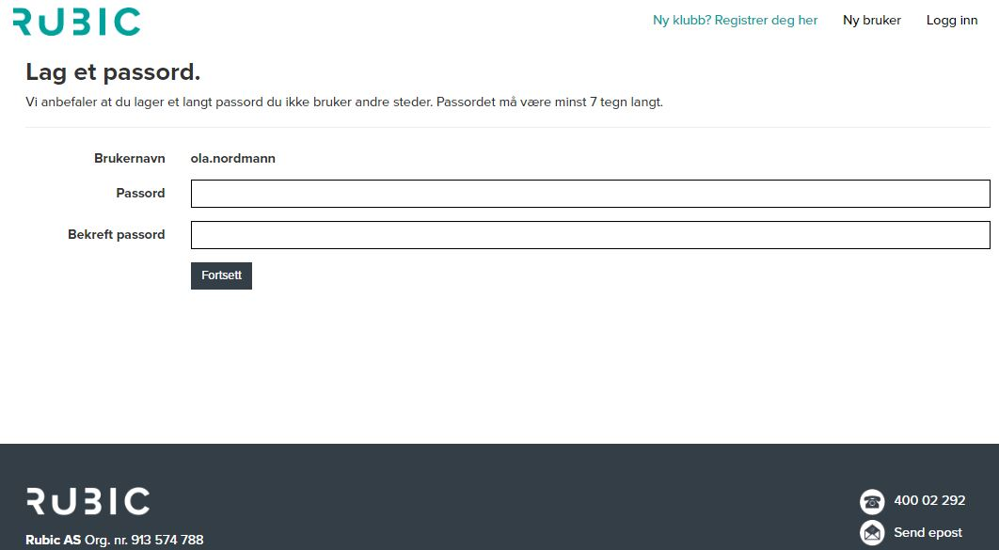 RUBIC
Ny klubb? Registrer deg her Ny bruker Logg inn
Lag et passord.
Vi anbefaler at du lager et langt passord du ikke bruker andre steder. Passordet må være minst 7 tegn langt.
Brukernavn ola.nordmann
Passord
Bekreft passord
Fortsett
RUBIC
400 02 292
Send epost
Rubic AS Org. nr. 913 574 788